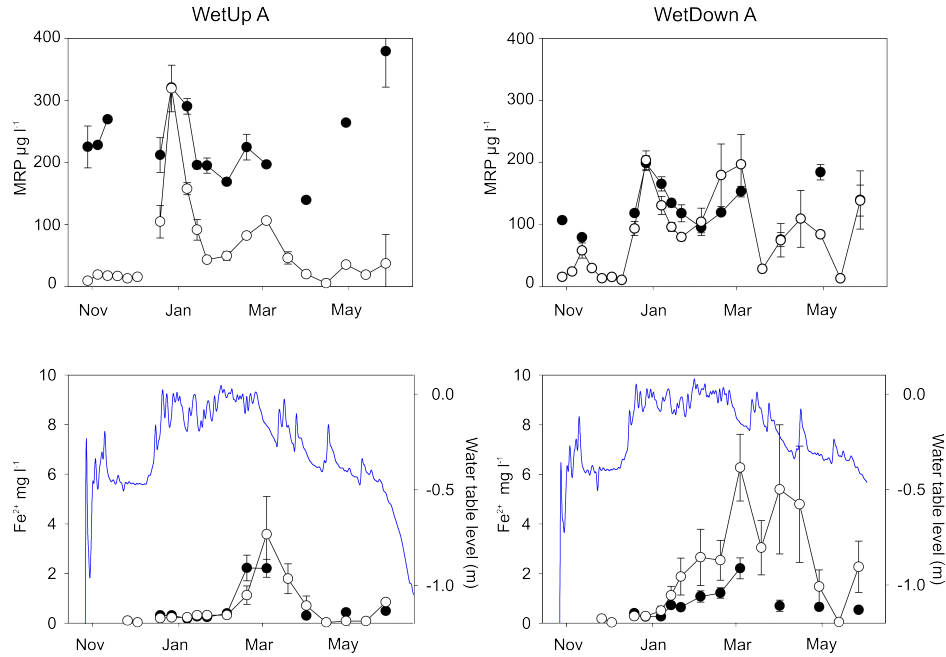 WetUp A
WetDown A
400
300
200
100
0
MRP µg l-1
Nov
Jan
Mar
May
400
300
200
100
0
MRP µg l-1
Nov
Jan
Mar
May
10
8
6
4
2
0
Fe2+ mg l-1
0.0
-0.5
-1.0
Water table level (m)
Nov
Jan
Mar
May
10
8
6
4
2
0
Fe2+ mg l-1
0.0
-0.5
-1.0
Water table level (m)
Nov
Jan
Mar
May